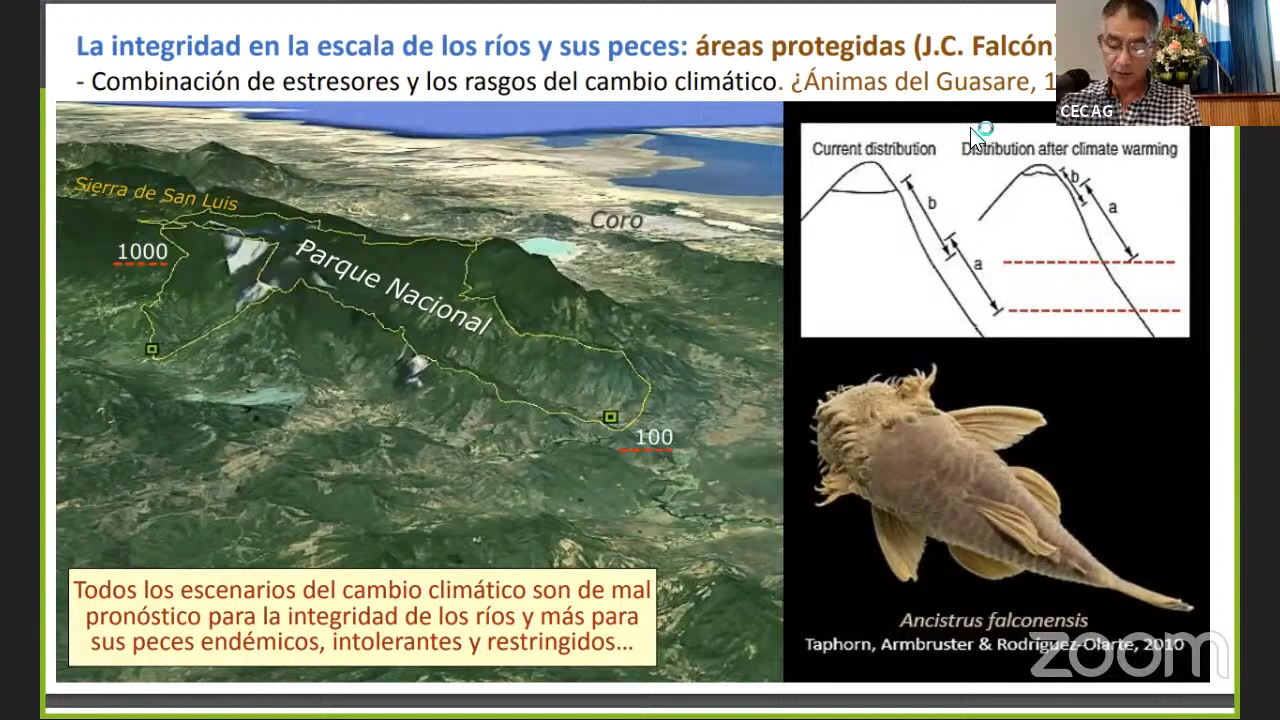 La integridad en la escala de los ríos y sus peces: áreas protegidas (J.C. Falcón)
- Combinación de estresores y los rasgos del cambio climático. ¿Ánimas del Guasare, 1
CECAG
Sierra de San Luis
Coro
1000
Parque Nacional
100
Current distribution
Distribution after climate warming
b
a
b
a
Todos los escenarios del cambio climático son de mal
pronóstico para la integridad de los ríos y más para
sus peces endémicos, intolerantes y restringidos...
Ancistrus falconensis
Taphorn, Armbruster & Rodríguez-Olarte, 2010
zoom